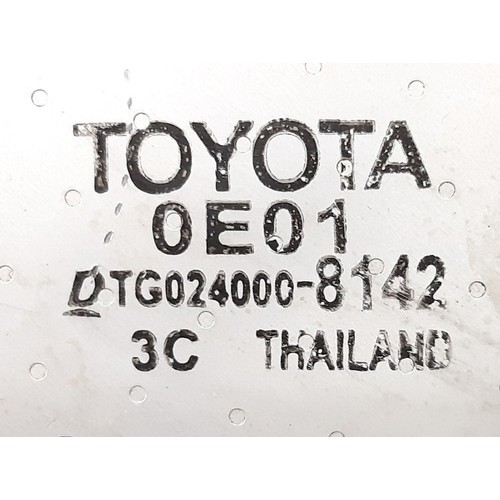 TOYOTA
0E01
DTG024000-8142
3C THAILAND